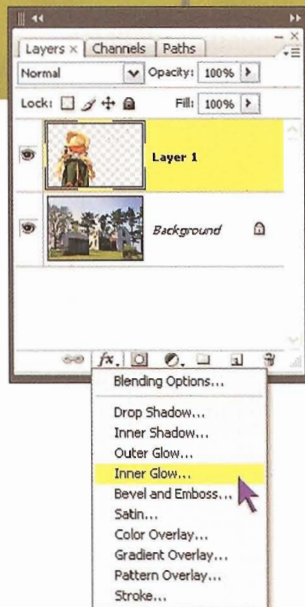 Layers × Channels Paths
Normal Opacity: 100%
Lock: Fill: 100%
Layer 1
Background
fx.
Blending Options...
Drop Shadow...
Inner Shadow...
Outer Glow...
Inner Glow...
Bevel and Emboss...
Satin...
Color Overlay...
Gradient Overlay...
Pattern Overlay...
Stroke...